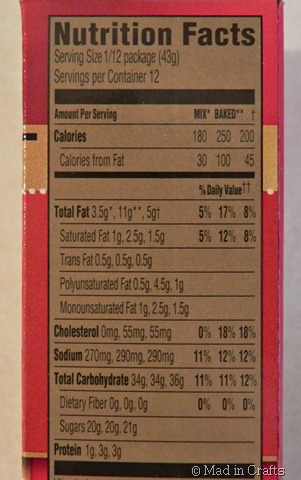 Nutrition Facts
Serving Size 1/12 package (43g)
Servings per Container 12
Amount Per Serving MIX* BAKED** †
Calories 180 250 200
Calories from Fat 30 100 45
% Daily Value††
Total Fat 3.5g*, 11g**, 5g† 5% 17% 8%
Saturated Fat 1g, 2.5g, 1.5g 5% 12% 8%
Trans Fat 0.5g, 0.5g, 0.5g
Polyunsaturated Fat 0.5g, 4.5g, 1g
Monounsaturated Fat 1g, 2.5g, 1.5g
Cholesterol 0mg, 55mg, 55mg 0% 18% 18%
Sodium 270mg, 290mg, 290mg 11% 12% 12%
Total Carbohydrate 34g, 34g, 36g 11% 11% 12%
Dietary Fiber 0g, 0g, 0g 0% 0% 0%
Sugars 20g, 20g, 21g
Protein 1g, 3g, 3g
© Mad in Crafts